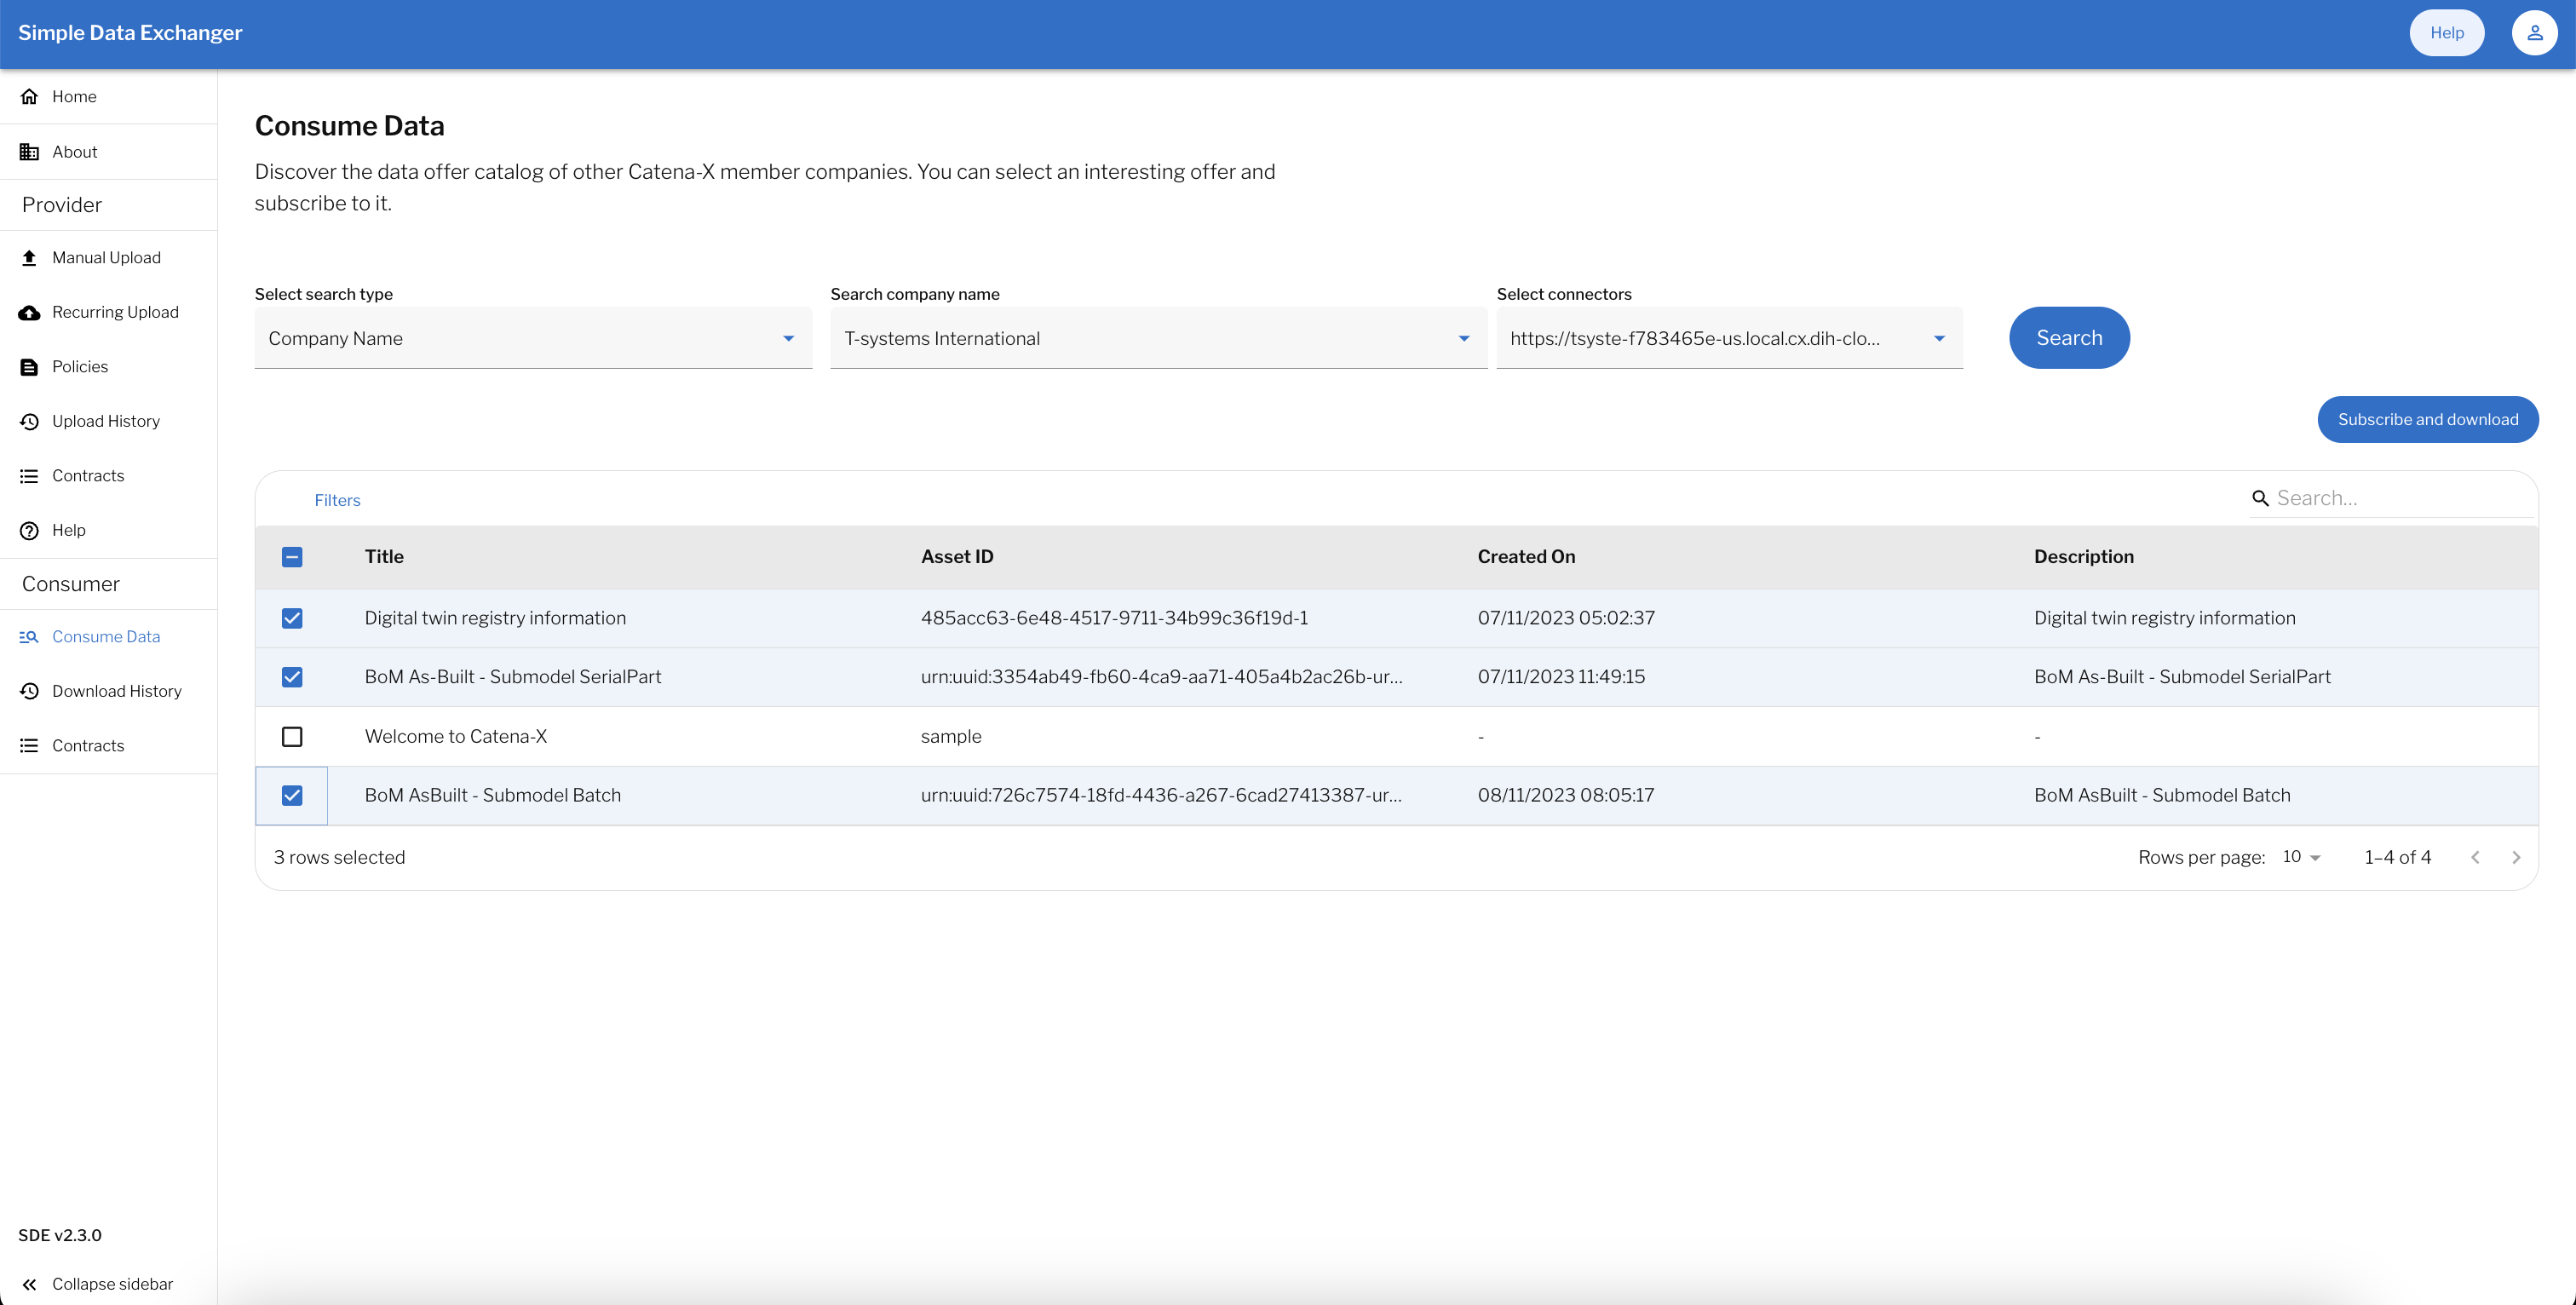 Simple Data Exchanger
Help
Home
About
Provider
Manual Upload
Recurring Upload
Policies
Upload History
Contracts
Help
Consumer
Consume Data
Download History
Contracts
SDE v2.3.0
Collapse sidebar
Consume Data
Discover the data offer catalog of other Catena-X member companies. You can select an interesting offer and
subscribe to it.
Select search type
Company Name
Search company name
T-systems International
Select connectors
https://tsyste-f783465e-us.local.cx.dih-clo...
Search
Subscribe and download
Filters
Search...
Title Asset ID Created On Description
Digital twin registry information 485acc63-6e48-4517-9711-34b99c36f19d-1 07/11/2023 05:02:37 Digital twin registry information
BoM As-Built - Submodel SerialPart urn:uuid:3354ab49-fb60-4ca9-aa71-405a4b2ac26b-ur... 07/11/2023 11:49:15 BoM As-Built - Submodel SerialPart
Welcome to Catena-X sample - -
BoM AsBuilt - Submodel Batch urn:uuid:726c7574-18fd-4436-a267-6cad27413387-ur... 08/11/2023 08:05:17 BoM AsBuilt - Submodel Batch
3 rows selected
Rows per page: 10 1–4 of 4